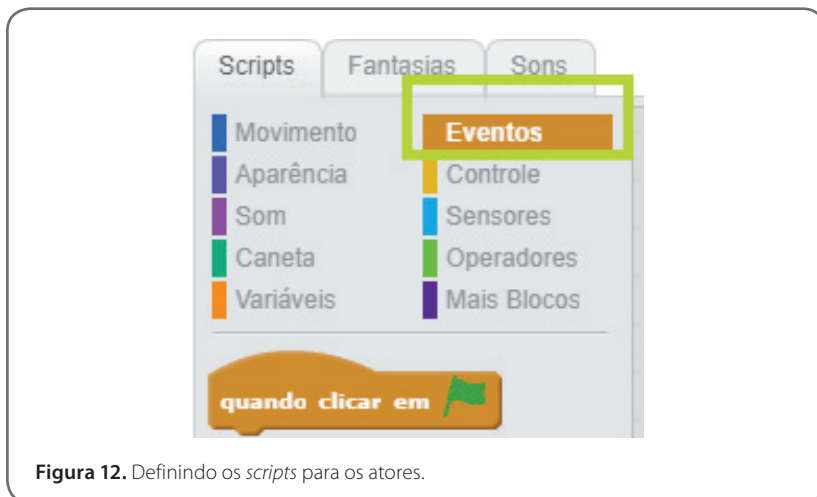 Scripts Fantasias Sons
Movimento Eventos
Aparência Controle
Som Sensores
Caneta Operadores
Variáveis Mais Blocos
quando clicar em
Figura 12. Definindo os scripts para os atores.